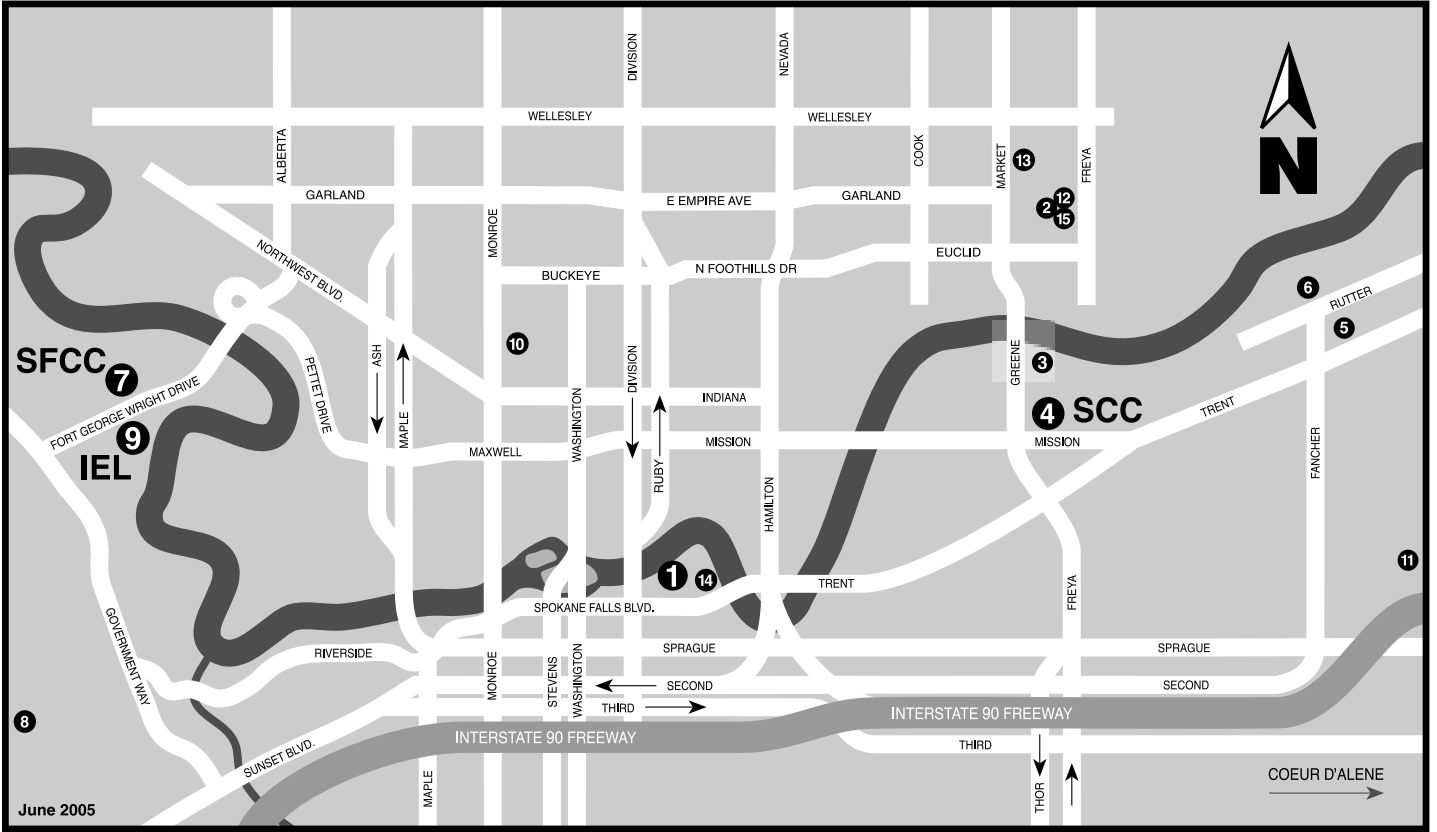 DIVISION
NEVADA
WELLESLEY
WELLESLEY
ALBERTA
COOK
MARKET
13
FREYA
N
GARLAND
E EMPIRE AVE
GARLAND
12
2
15
MONROE
NORTHWEST BLVD.
BUCKEYE
N FOOTHILLS DR
EUCLID
6
RUTTER
5
10
ASH
DIVISION
GREENE
3
SFCC
7
PETTET DRIVE
FORT GEORGE WRIGHT DRIVE
MAPLE
WASHINGTON
INDIANA
4
SCC
TRENT
9
IEL
MAXWELL
MISSION
MISSION
RUBY
HAMILTON
FANCHER
11
1
14
TRENT
FREYA
SPOKANE FALLS BLVD.
GOVERNMENT WAY
RIVERSIDE
SPRAGUE
SPRAGUE
MONROE
STEVENS
WASHINGTON
SECOND
SECOND
8
THIRD
INTERSTATE 90 FREEWAY
INTERSTATE 90 FREEWAY
SUNSET BLVD.
THIRD
MAPLE
THOR
COEUR D'ALENE
June 2005